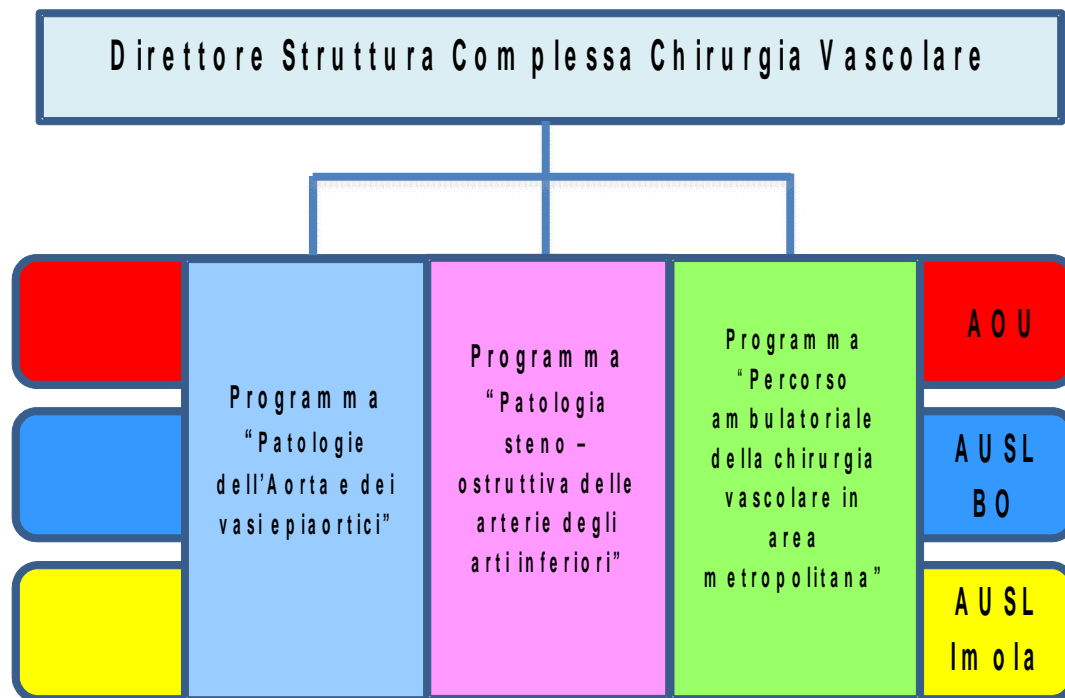 Direttore Struttura Complessa Chirurgia Vascolare
Programma
“Patologie
dell’Aorta e dei
vasi epiaortici”
Programma
“Patologia
steno –
ostruttiva delle
arterie degli
arti inferiori”
Programma
“Percorso
ambulatoriale
della chirurgia
vascolare in
area
metropolitana”
AOU
AUSL
BO
AUSL
Imola